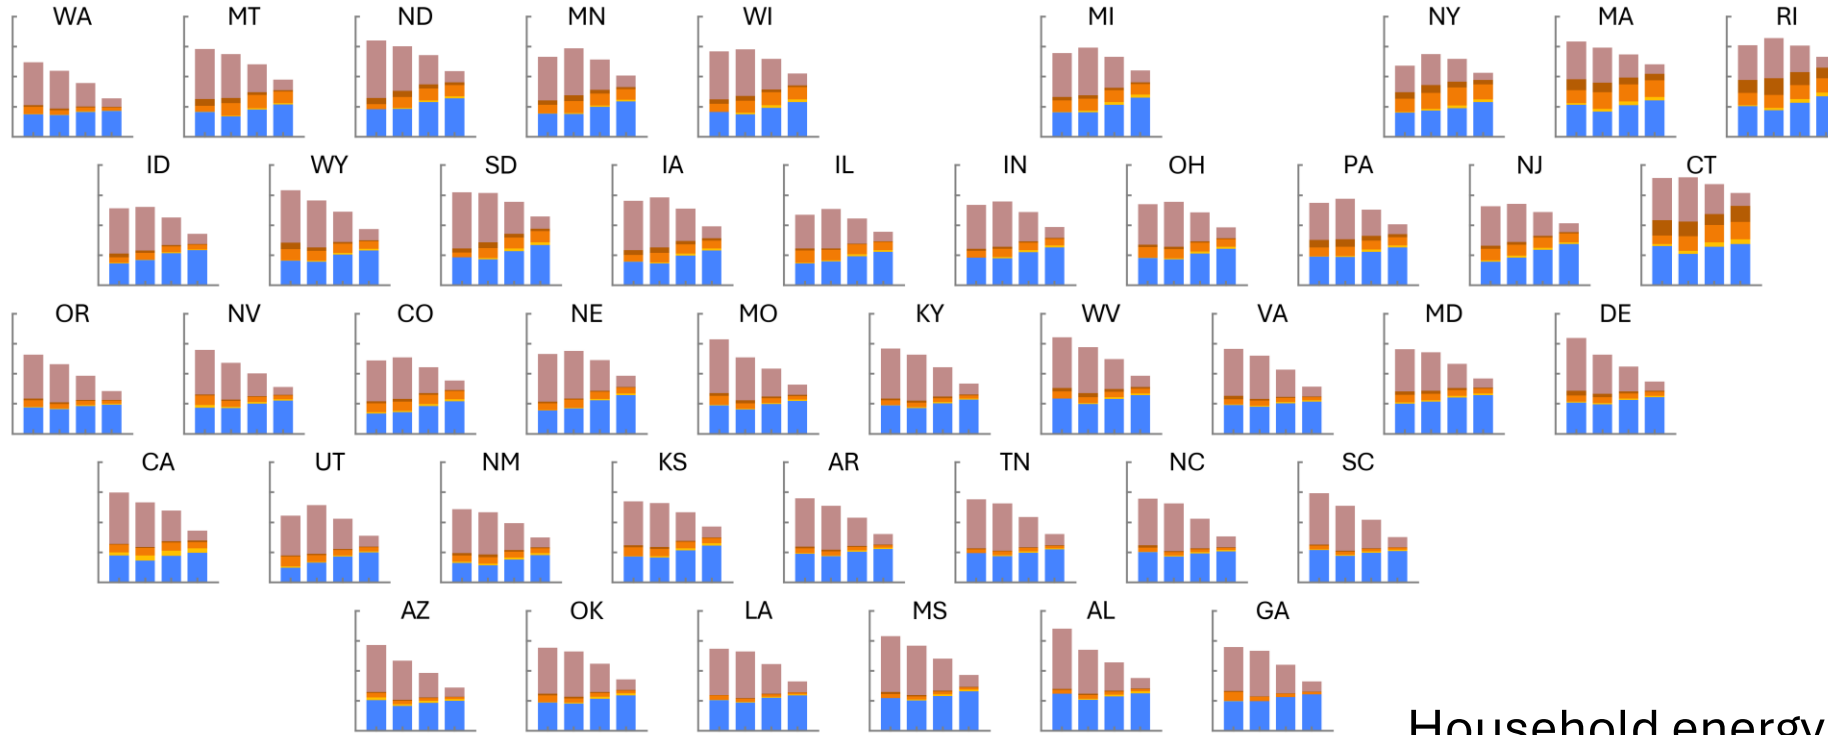 WA MT ND MN WI MI NY MA RI
ID WY SD IA IL IN OH PA NJ CT
OR NV CO NE MO KY WV VA MD DE
CA UT NM KS AR TN NC SC
AZ OK LA MS AL GA
Household energy